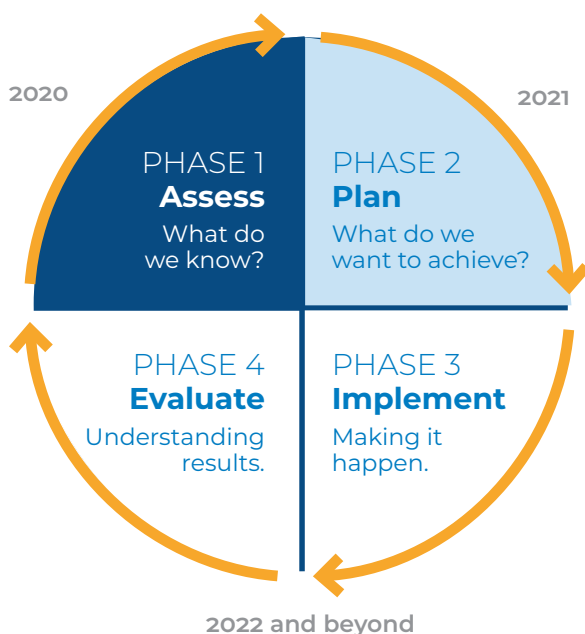 2020
2021
PHASE 1
Assess
What do
we know?
PHASE 2
Plan
What do we
want to achieve?
PHASE 4
Evaluate
Understanding
results.
PHASE 3
Implement
Making it
happen.
2022 and beyond